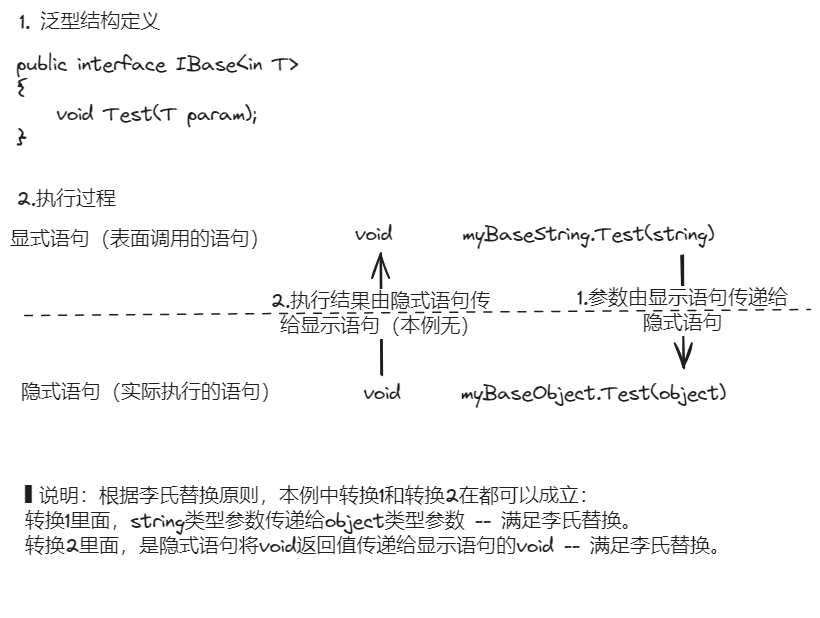 1. 泛型结构定义
public interface IBase<in T>
{
void Test(T param);
}
2.执行过程
显式语句（表面调用的语句）
void
myBaseString.Test(string)
2.执行结果由隐式语句传
给显示语句（本例无）
1.参数由显示语句传递给
隐式语句
隐式语句（实际执行的语句）
void
myBaseObject.Test(object)
▌说明：根据李氏替换原则，本例中转换1和转换2在都可以成立：
转换1里面，string类型参数传递给object类型参数 -- 满足李氏替换。
转换2里面，是隐式语句将void返回值传递给显示语句的void -- 满足李氏替换。